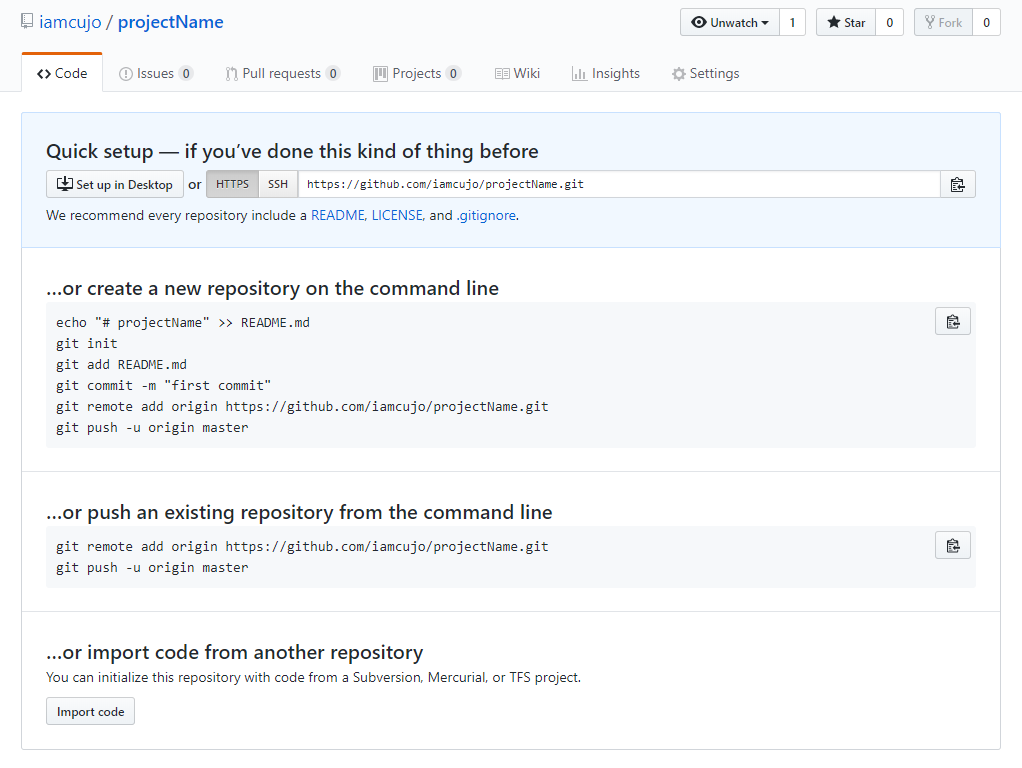 iamcujo / projectName
Unwatch 1 Star 0 Fork 0
Code Issues 0 Pull requests 0 Projects 0 Wiki Insights Settings
Quick setup — if you’ve done this kind of thing before
Set up in Desktop or HTTPS SSH https://github.com/iamcujo/projectName.git
We recommend every repository include a README, LICENSE, and .gitignore.
…or create a new repository on the command line
echo "# projectName" >> README.md
git init
git add README.md
git commit -m "first commit"
git remote add origin https://github.com/iamcujo/projectName.git
git push -u origin master
…or push an existing repository from the command line
git remote add origin https://github.com/iamcujo/projectName.git
git push -u origin master
…or import code from another repository
You can initialize this repository with code from a Subversion, Mercurial, or TFS project.
Import code